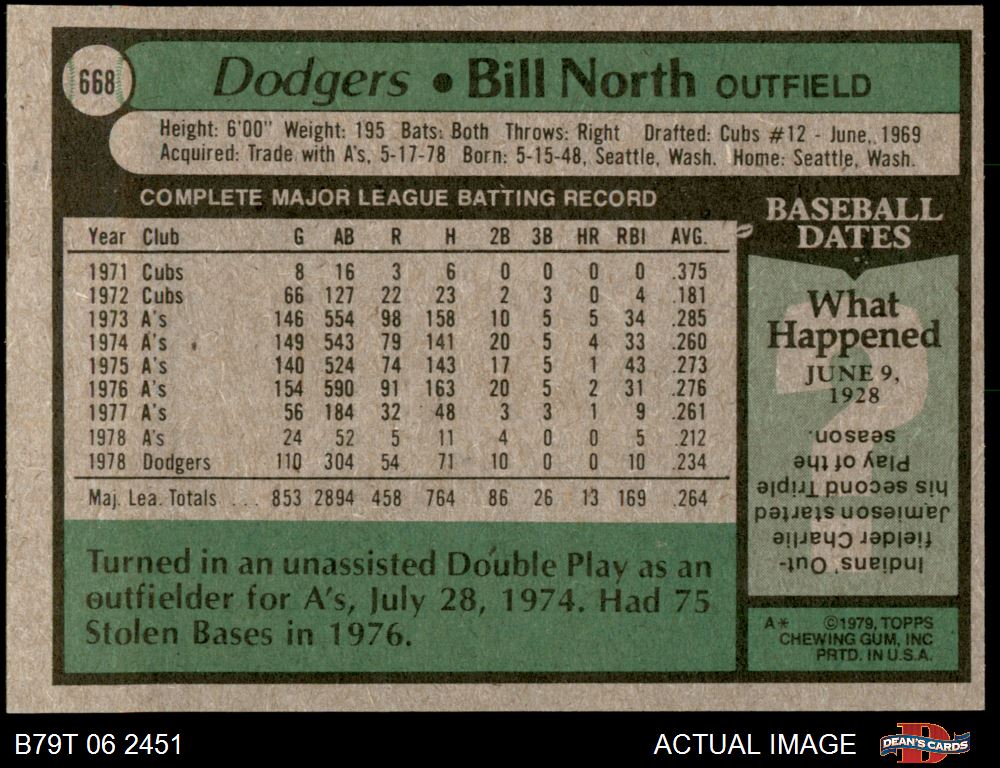 668
Dodgers • Bill North OUTFIELD
Height: 6'00" Weight: 195 Bats: Both Throws: Right Drafted: Cubs #12 - June, 1969
Acquired: Trade with A's, 5-17-78 Born: 5-15-48, Seattle, Wash. Home: Seattle, Wash.
COMPLETE MAJOR LEAGUE BATTING RECORD
Year Club G AB R H 2B 3B HR RBI AVG.
1971 Cubs 8 16 3 6 0 0 0 0 .375
1972 Cubs 66 127 22 23 2 3 0 4 .181
1973 A's 146 554 98 158 10 5 5 34 .285
1974 A's 149 543 79 141 20 5 4 33 .260
1975 A's 140 524 74 143 17 5 1 43 .273
1976 A's 154 590 91 163 20 5 2 31 .276
1977 A's 56 184 32 48 3 3 1 9 .261
1978 A's 24 52 5 11 4 0 0 5 .212
1978 Dodgers 110 304 54 71 10 0 0 10 .234
Maj. Lea. Totals ... 853 2894 458 764 86 26 13 169 .264
Turned in an unassisted Double Play as an
outfielder for A's, July 28, 1974. Had 75
Stolen Bases in 1976.
BASEBALL
DATES
What
Happened
JUNE 9,
1928
Indians' Out-
fielder Charlie
Jamieson started
his second Triple
Play of the
season.
A* ©1979, TOPPS
CHEWING GUM, INC
PRTD. IN U.S.A.
B79T 06 2451
ACTUAL IMAGE
D
DEAN'S CARDS